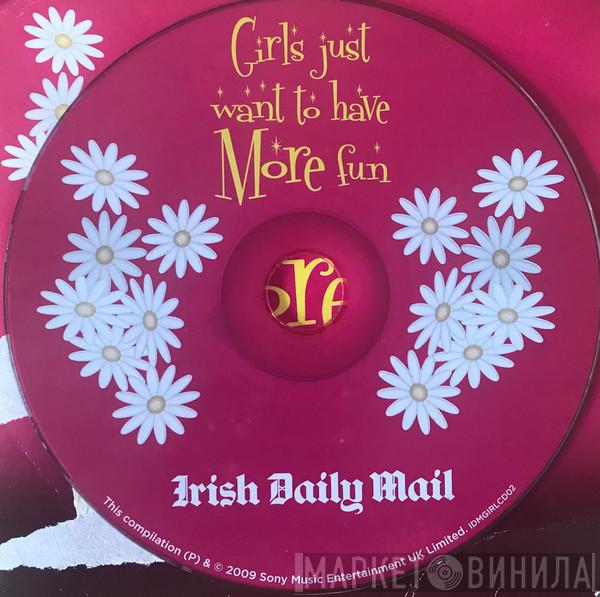 Girls just
want to have
More fun
ore
Irish Daily Mail
This compilation (P) & © 2009 Sony Music Entertainment UK Limited. IDMGIRLCD02
МАРКЕТ ВИНИЛА